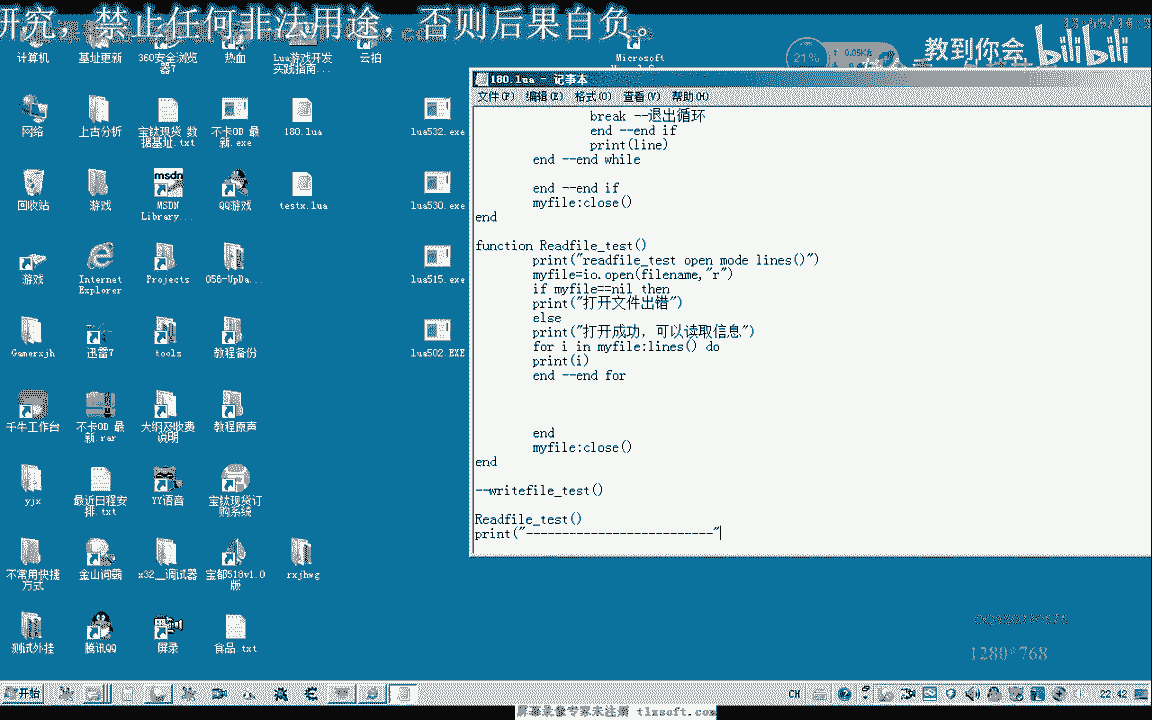 研究，禁止任何非法用途，否则后果自负。
教到你会 bilibili
21%
0.05K/s
计算机
基址更新
360安全浏览器7
热血
Lua游戏开发实践指南...
云拍
Microsoft
网络
上古分析
宝钛现货 数据基址.txt
不卡OD 最新.exe
180.lua
lua532.exe
回收站
游戏
MSDN Library...
QQ游戏
testx.lua
lua530.exe
游戏
Internet Explorer
Projects
056-UpDa...
lua515.exe
Gamerxjh
迅雷7
tools
教程备份
lua502.EXE
千牛工作台
不卡OD 最新.rar
大纲及收费说明
教程原声
yjx
最近日程安排.txt
YY语音
宝钛现货订购系统
不常用快捷方式
金山词霸
x32__调试器
宝都518v1.0版
rxjhwg
测试外挂
腾讯QQ
屏录
食品.txt
180.lua - 记事本
文件(F) 编辑(E) 格式(O) 查看(V) 帮助(H)
break --退出循环
end --end if
print(line)
end --end while
end --end if
myfile:close()
end
function Readfile_test()
print("readfile_test open mode lines()")
myfile=io.open(filename,"r")
if myfile==nil then
print("打开文件出错")
else
print("打开成功，可以读取信息")
for i in myfile:lines() do
print(i)
end --end for
end
myfile:close()
end
--writefile_test()
Readfile_test()
print("--------------------------"
1280*768
开始
CH
22:42
屏幕录像专家未注册 tlxsoft.com